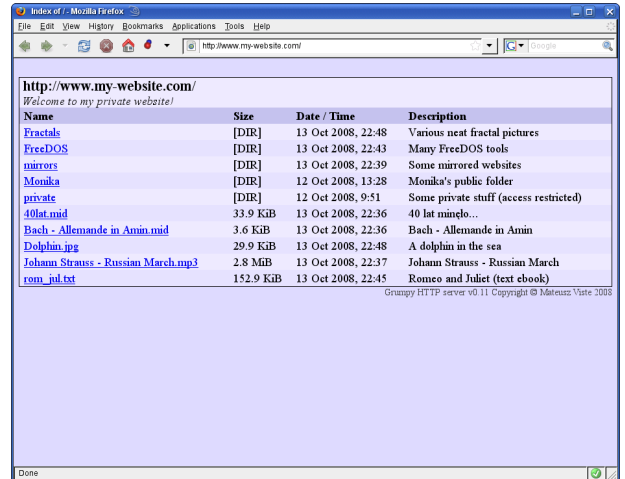 Index of / - Mozilla Firefox
File Edit View History Bookmarks Applications Tools Help
http://www.my-website.com/ G Google
http://www.my-website.com/
Welcome to my private website!
Name Size Date / Time Description
Fractals [DIR] 13 Oct 2008, 22:48 Various neat fractal pictures
FreeDOS [DIR] 13 Oct 2008, 22:43 Many FreeDOS tools
mirrors [DIR] 13 Oct 2008, 22:39 Some mirrored websites
Monika [DIR] 12 Oct 2008, 13:28 Monika's public folder
private [DIR] 12 Oct 2008, 9:51 Some private stuff (access restricted)
40lat.mid 33.9 KiB 13 Oct 2008, 22:36 40 lat minęło...
Bach - Allemande in Amin.mid 3.6 KiB 13 Oct 2008, 22:36 Bach - Allemande in Amin
Dolphin.jpg 29.9 KiB 13 Oct 2008, 22:48 A dolphin in the sea
Johann Strauss - Russian March.mp3 2.8 MiB 13 Oct 2008, 22:37 Johann Strauss - Russian March
rom_jul.txt 152.9 KiB 13 Oct 2008, 22:45 Romeo and Juliet (text ebook)
Grumpy HTTP server v0.11 Copyright © Mateusz Viste 2008
Done